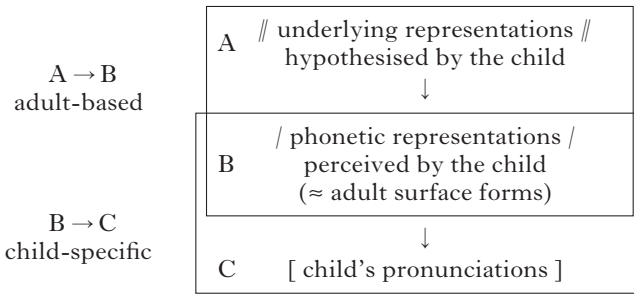 A // underlying representations //
hypothesised by the child
A → B
adult-based
↓
B / phonetic representations /
perceived by the child
(≈ adult surface forms)
B → C
child-specific
↓
C [ child’s pronunciations ]